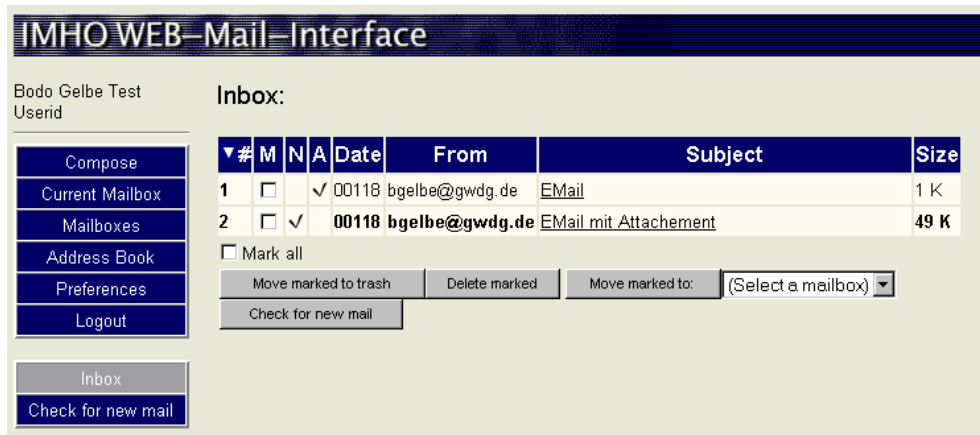 IMHO WEB–Mail–Interface
Bodo Gelbe Test
Userid
Compose
Current Mailbox
Mailboxes
Address Book
Preferences
Logout
Inbox
Check for new mail
Inbox:
# M N A Date From Subject Size
1 00118 bgelbe@gwdg.de EMail 1 K
2 00118 bgelbe@gwdg.de EMail mit Attachement 49 K
Mark all
Move marked to trash Delete marked Move marked to: (Select a mailbox)
Check for new mail